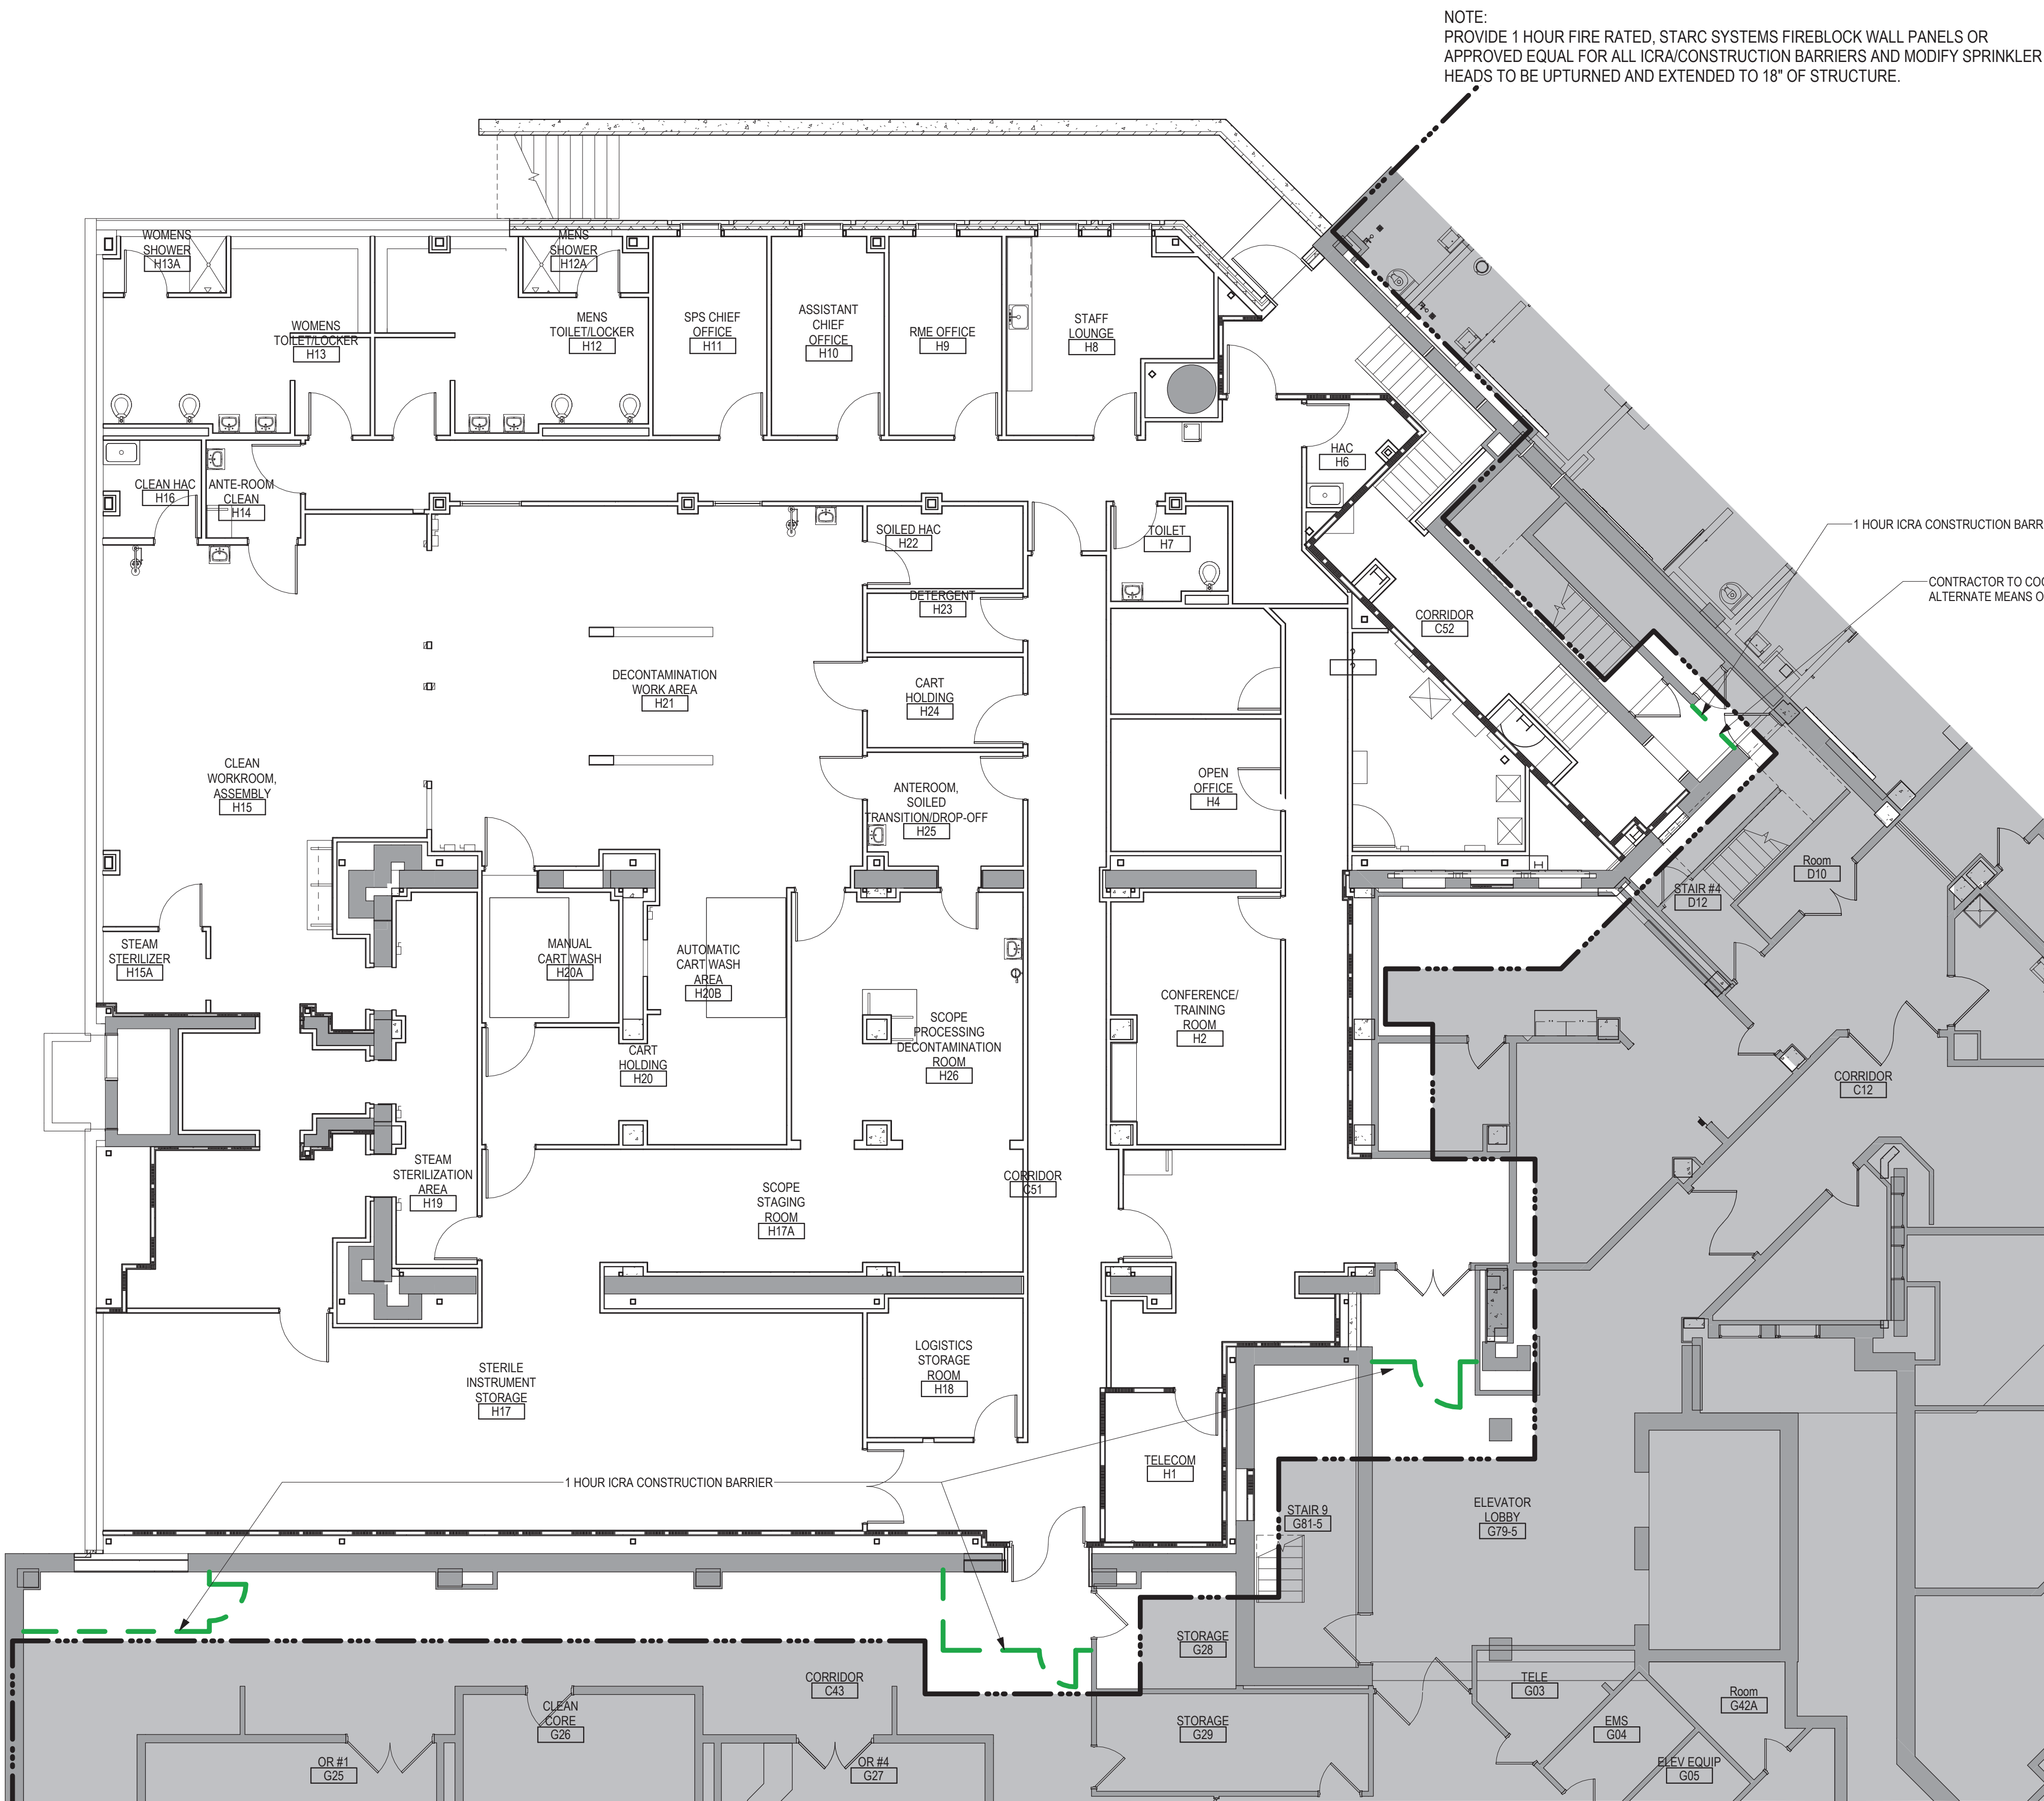 NOTE:
PROVIDE 1 HOUR FIRE RATED, STARC SYSTEMS FIREBLOCK WALL PANELS OR
APPROVED EQUAL FOR ALL ICRA/CONSTRUCTION BARRIERS AND MODIFY SPRINKLER
HEADS TO BE UPTURNED AND EXTENDED TO 18" OF STRUCTURE.
WOMENS
SHOWER
H13A
MENS
SHOWER
H12A
WOMENS
TOILET/LOCKER
H13
MENS
TOILET/LOCKER
H12
SPS CHIEF
OFFICE
H11
ASSISTANT
CHIEF
OFFICE
H10
RME OFFICE
H9
STAFF
LOUNGE
H8
HAC
H6
CLEAN HAC
H16
ANTE-ROOM
CLEAN
H14
SOILED HAC
H22
TOILET
H7
1 HOUR ICRA CONSTRUCTION BARR
CONTRACTOR TO COO
ALTERNATE MEANS O
DETERGENT
H23
CORRIDOR
C52
DECONTAMINATION
WORK AREA
H21
CART
HOLDING
H24
CLEAN
WORKROOM,
ASSEMBLY
H15
ANTEROOM,
SOILED
TRANSITION/DROP-OFF
H25
OPEN
OFFICE
H4
Room
D10
STAIR #4
D12
STEAM
STERILIZER
H15A
MANUAL
CART WASH
H20A
AUTOMATIC
CART WASH
AREA
H20B
SCOPE
PROCESSING
DECONTAMINATION
ROOM
H26
CONFERENCE/
TRAINING
ROOM
H2
CART
HOLDING
H20
CORRIDOR
C12
STEAM
STERILIZATION
AREA
H19
SCOPE
STAGING
ROOM
H17A
CORRIDOR
C51
STERILE
INSTRUMENT
STORAGE
H17
LOGISTICS
STORAGE
ROOM
H18
TELECOM
H1
1 HOUR ICRA CONSTRUCTION BARRIER
STAIR 9
G81-5
ELEVATOR
LOBBY
G79-5
STORAGE
G28
CORRIDOR
C43
CLEAN
CORE
G26
TELE
G03
Room
G42A
STORAGE
G29
EMS
G04
OR #1
G25
OR #4
G27
ELEV EQUIP
G05